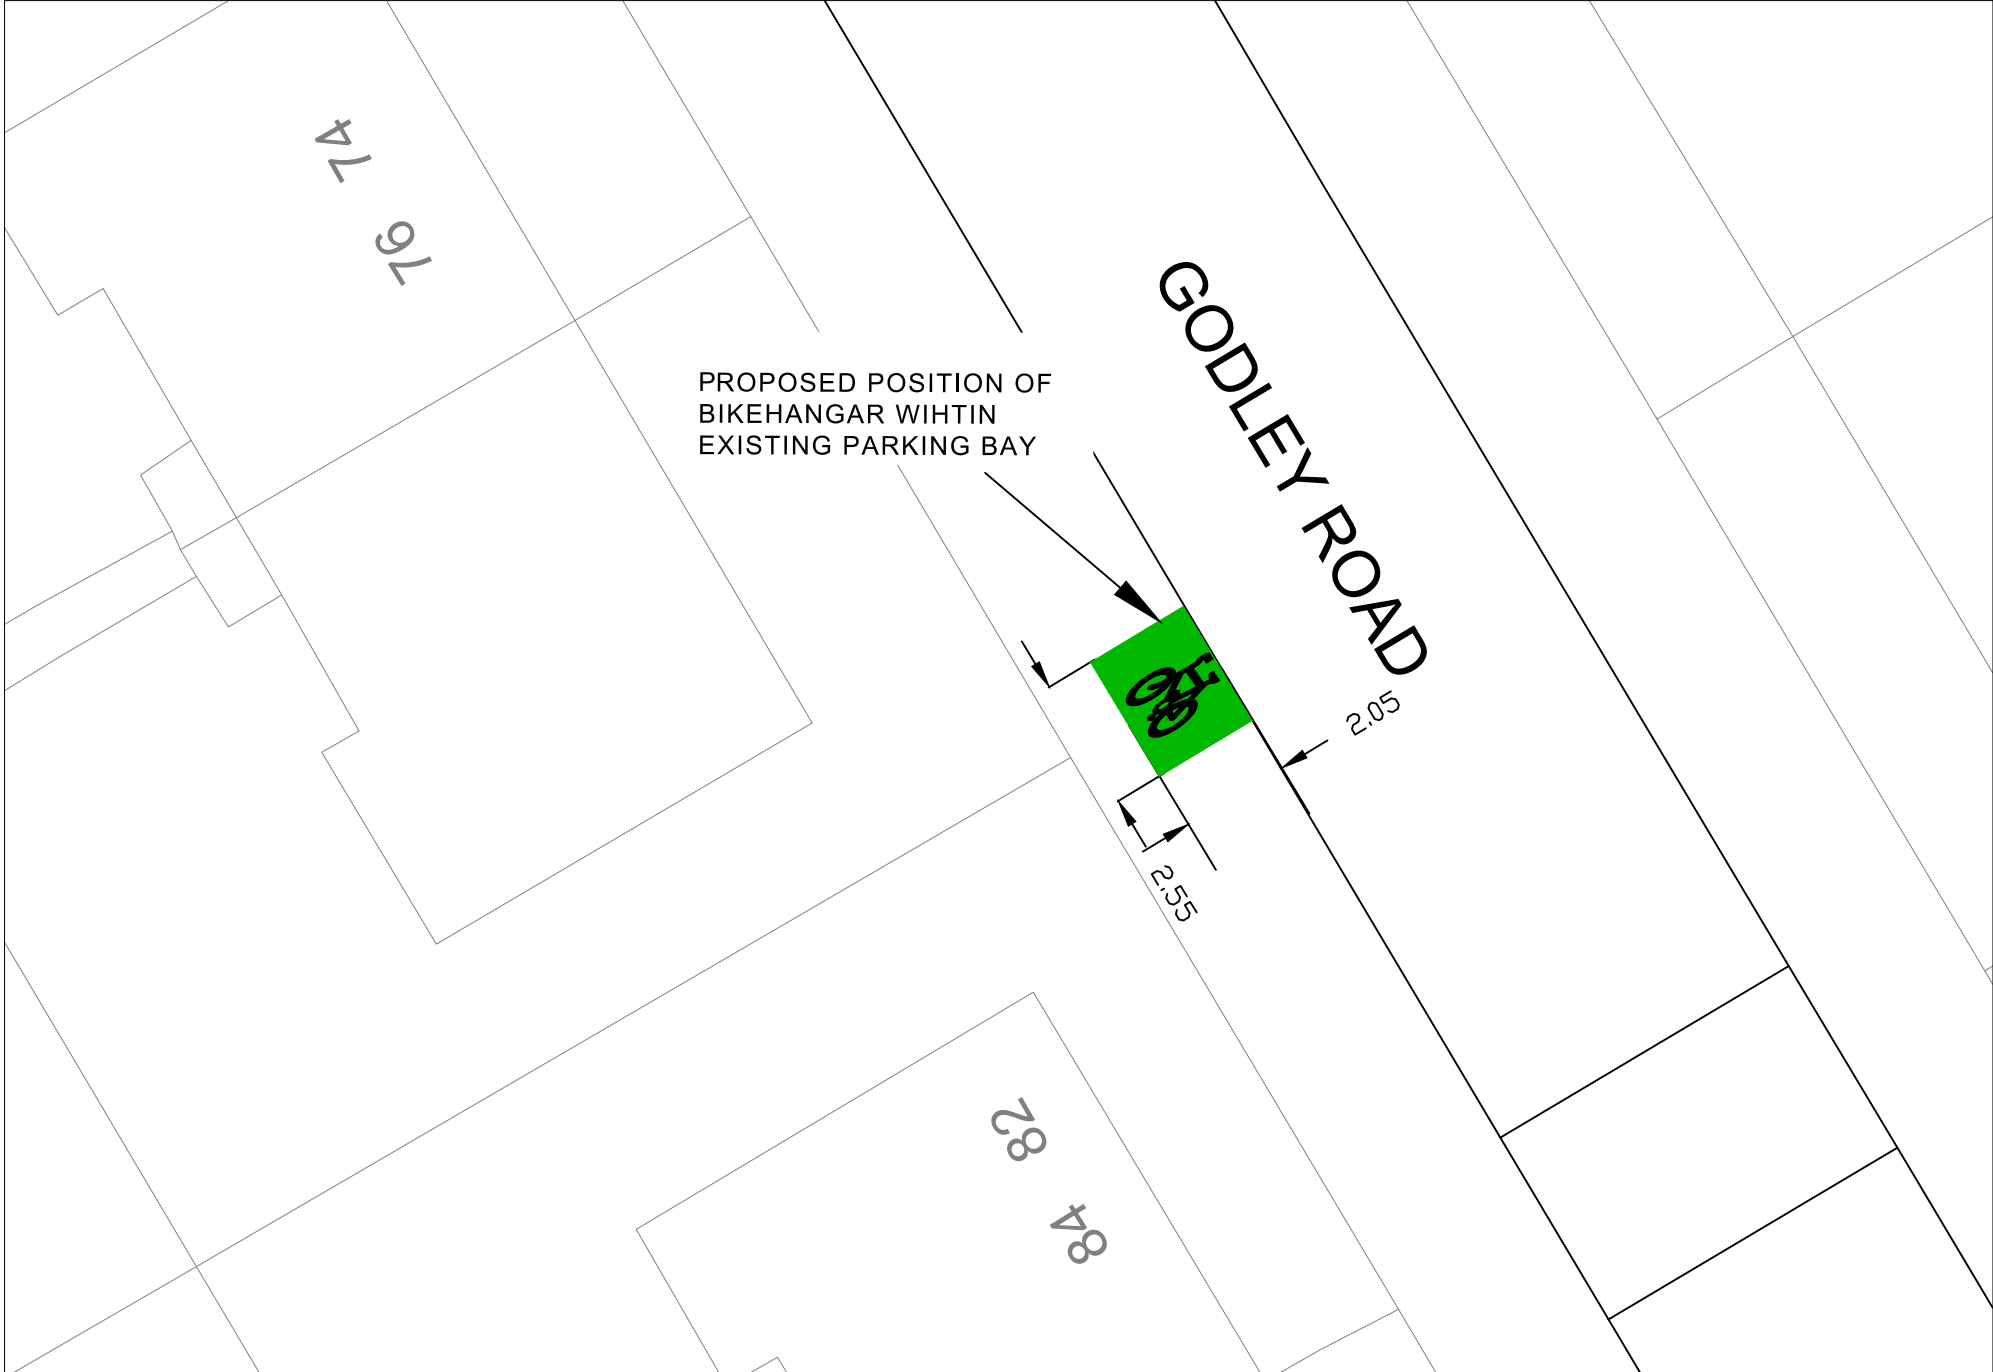 74
76
GODLEY ROAD
PROPOSED POSITION OF
BIKEHANGAR WIHTIN
EXISTING PARKING BAY
2.05
2.55
82
84